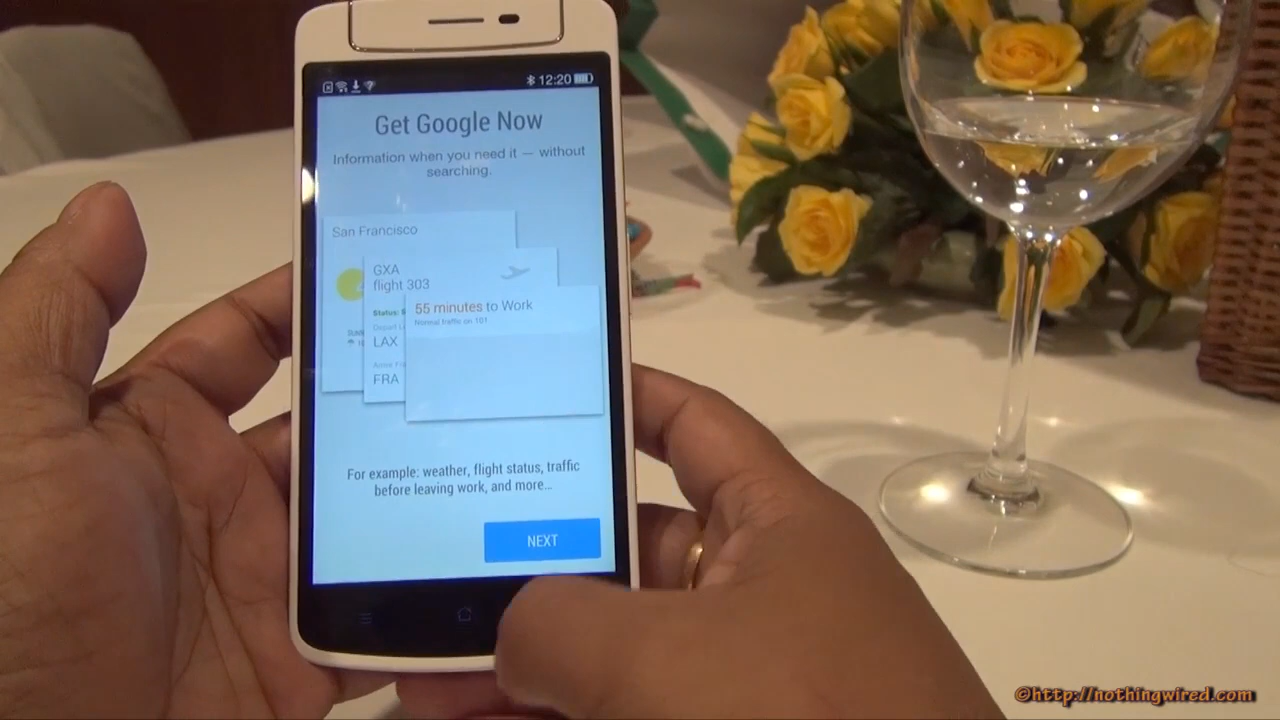 12:20
Get Google Now
Information when you need it — without
searching.
San Francisco
GXA
flight 303
Status:
55 minutes to Work
Normal traffic on 101
LAX
FRA
For example: weather, flight status, traffic
before leaving work, and more...
NEXT
©http://nothingwired.com